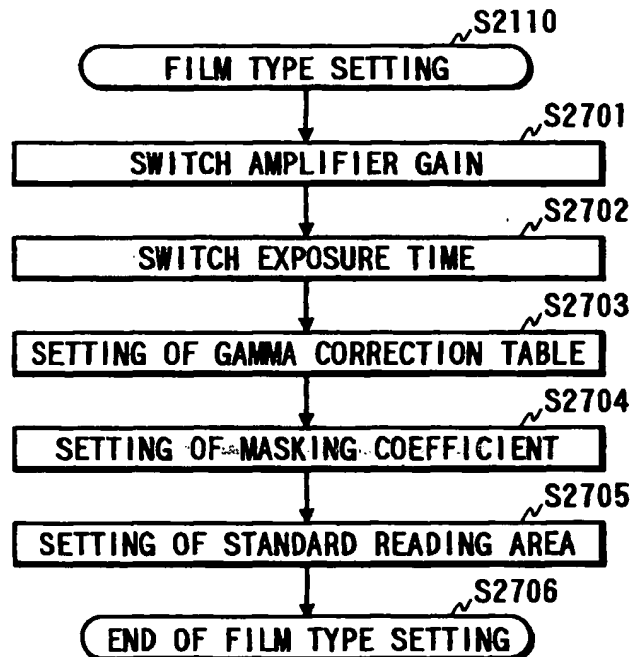 S2110
FILM TYPE SETTING
S2701
SWITCH AMPLIFIER GAIN
S2702
SWITCH EXPOSURE TIME
S2703
SETTING OF GAMMA CORRECTION TABLE
S2704
SETTING OF MASKING COEFFICIENT
S2705
SETTING OF STANDARD READING AREA
S2706
END OF FILM TYPE SETTING